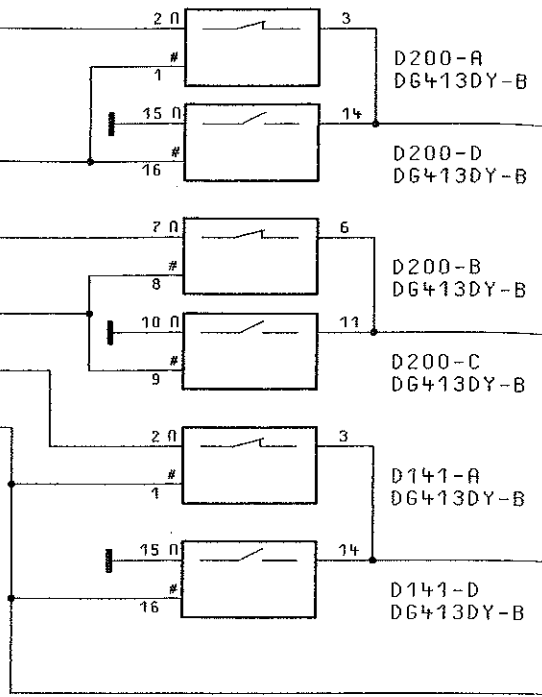 2 ∩ 3
#
1
D200-A
DG413DY-B
15 ∩ 14
#
16
D200-D
DG413DY-B
7 ∩ 6
#
8
D200-B
DG413DY-B
10 ∩ 11
#
9
D200-C
DG413DY-B
2 ∩ 3
#
1
D141-A
DG413DY-B
15 ∩ 14
#
16
D141-D
DG413DY-B